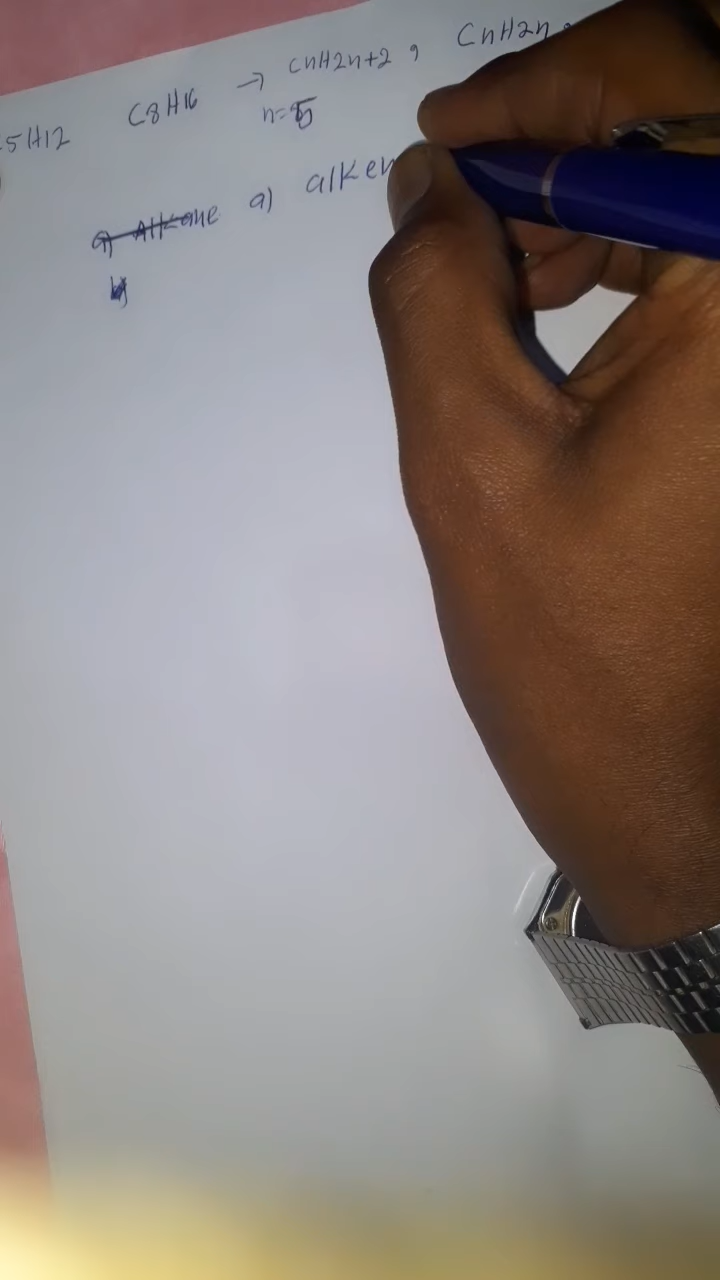 5H12 C8H16 → CnH2n+2, CnH2n
n=5
a) Alkane a) alken